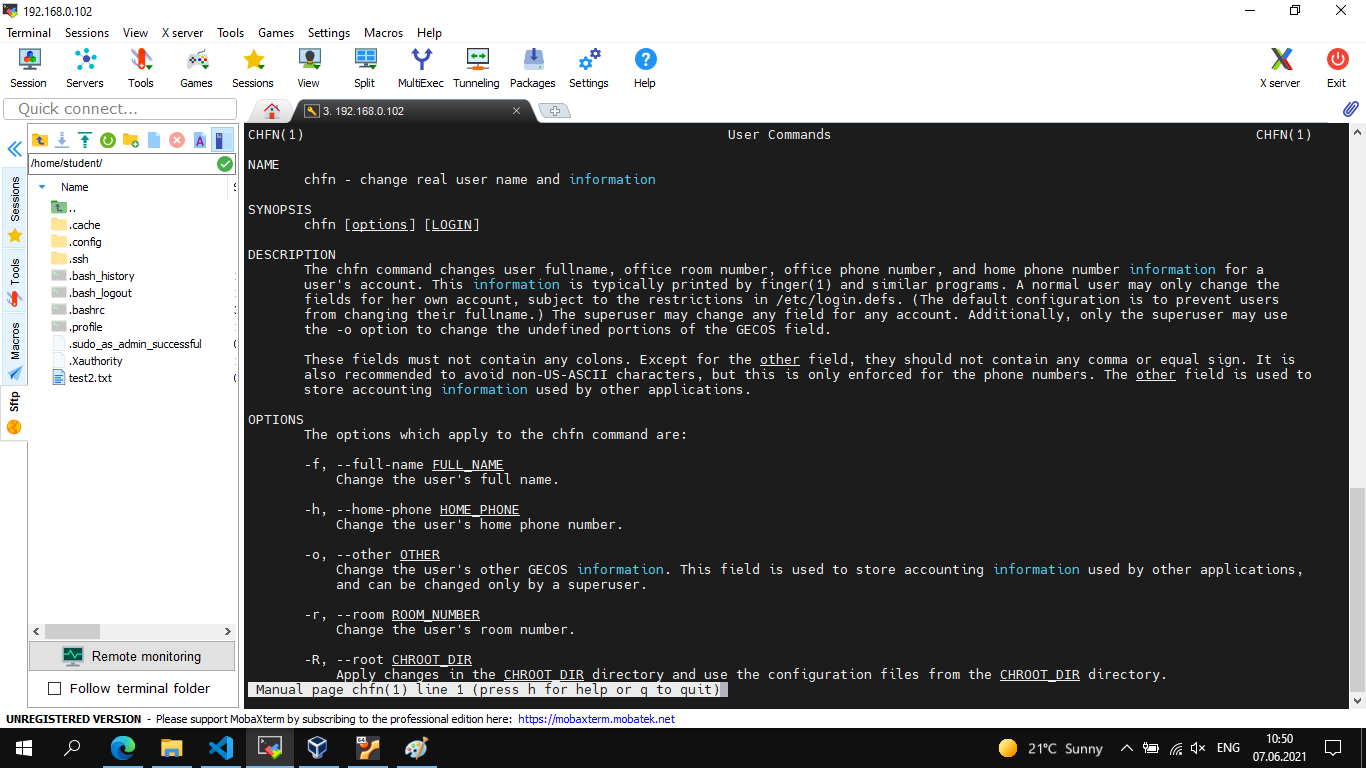 192.168.0.102
Terminal Sessions View X server Tools Games Settings Macros Help
Session Servers Tools Games Sessions View Split MultiExec Tunneling Packages Settings Help X server Exit
Quick connect...
3. 192.168.0.102
/home/student/
Name
..
.cache
.config
.ssh
.bash_history
.bash_logout
.bashrc
.profile
.sudo_as_admin_successful
.Xauthority
test2.txt
Sessions
Tools
Macros
Sftp
Remote monitoring
Follow terminal folder
CHFN(1) User Commands CHFN(1)
NAME
chfn - change real user name and information
SYNOPSIS
chfn [options] [LOGIN]
DESCRIPTION
The chfn command changes user fullname, office room number, office phone number, and home phone number information for a
user's account. This information is typically printed by finger(1) and similar programs. A normal user may only change the
fields for her own account, subject to the restrictions in /etc/login.defs. (The default configuration is to prevent users
from changing their fullname.) The superuser may change any field for any account. Additionally, only the superuser may use
the -o option to change the undefined portions of the GECOS field.
These fields must not contain any colons. Except for the other field, they should not contain any comma or equal sign. It is
also recommended to avoid non-US-ASCII characters, but this is only enforced for the phone numbers. The other field is used to
store accounting information used by other applications.
OPTIONS
The options which apply to the chfn command are:
-f, --full-name FULL_NAME
Change the user's full name.
-h, --home-phone HOME_PHONE
Change the user's home phone number.
-o, --other OTHER
Change the user's other GECOS information. This field is used to store accounting information used by other applications,
and can be changed only by a superuser.
-r, --room ROOM_NUMBER
Change the user's room number.
-R, --root CHROOT_DIR
Apply changes in the CHROOT_DIR directory and use the configuration files from the CHROOT_DIR directory.
Manual page chfn(1) line 1 (press h for help or q to quit)
UNREGISTERED VERSION - Please support MobaXterm by subscribing to the professional edition here: https://mobaxterm.mobatek.net
21°C Sunny
ENG
10:50
07.06.2021